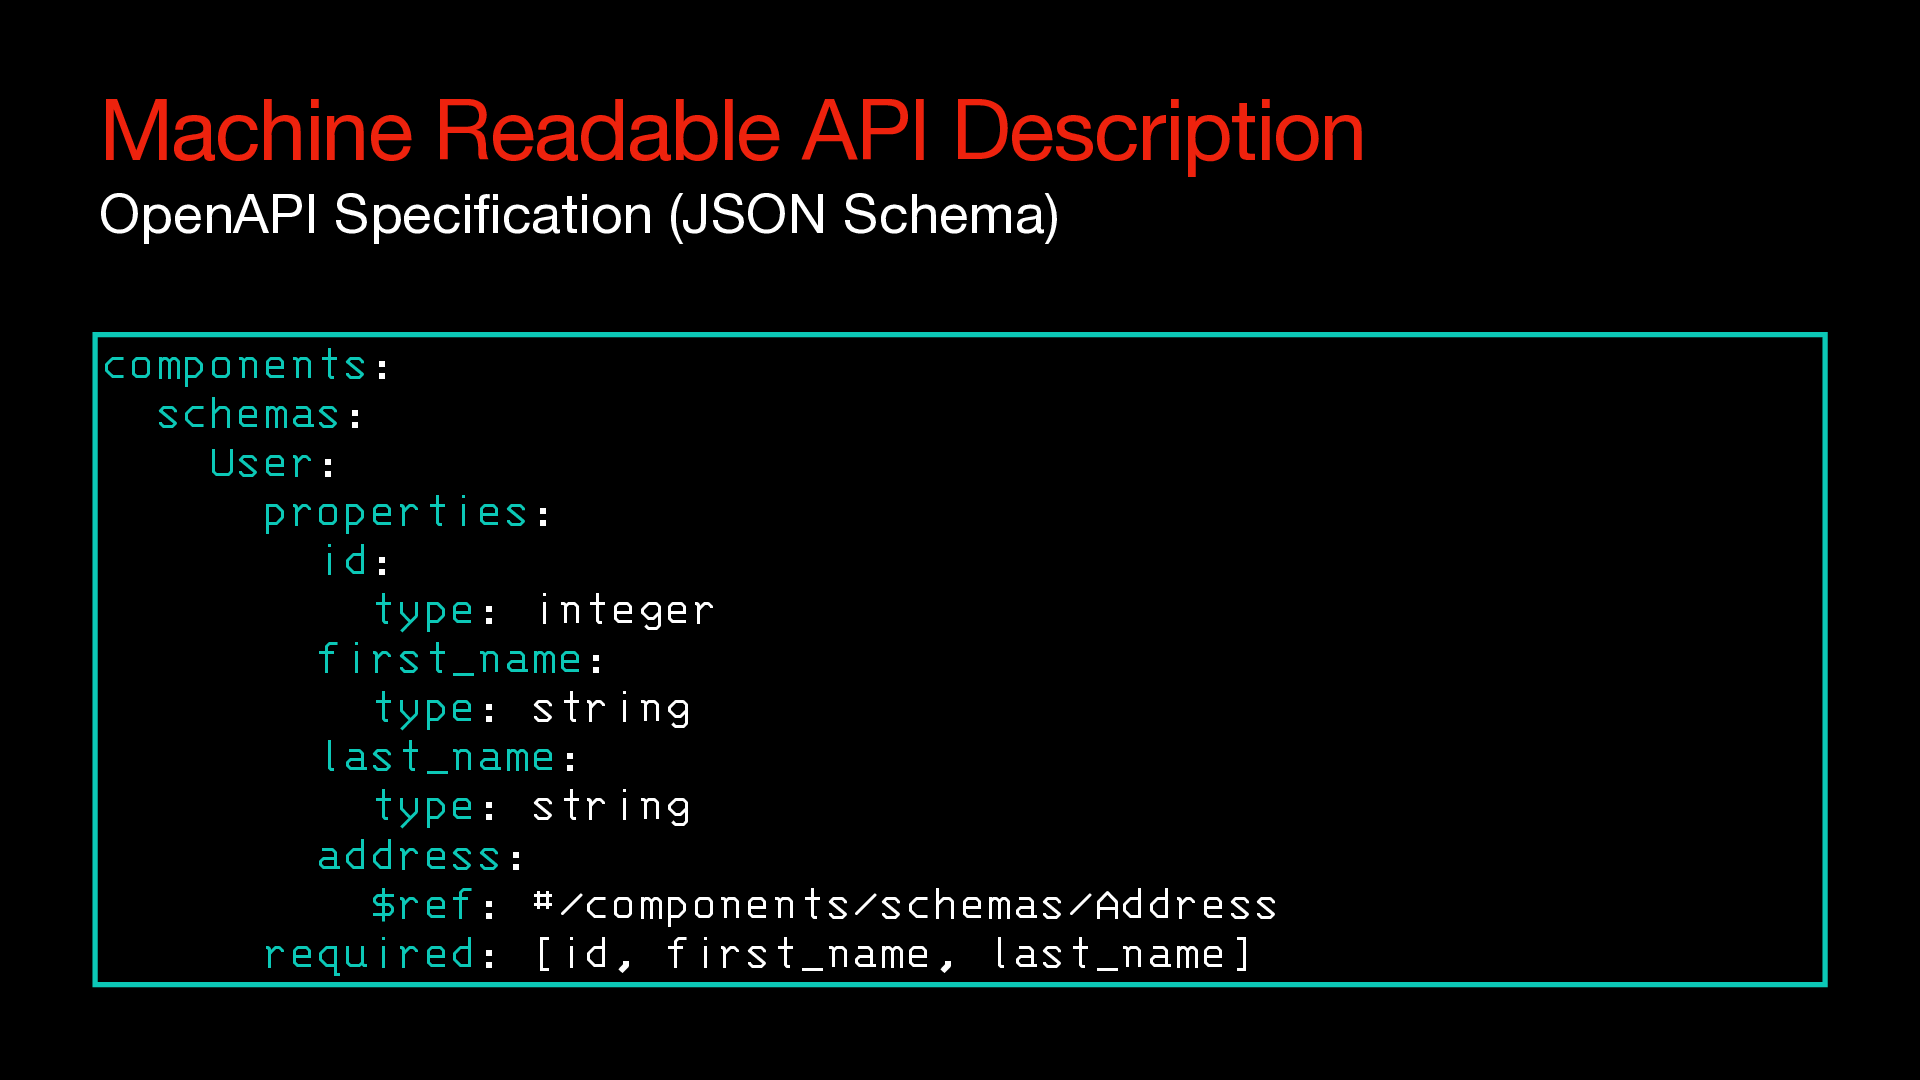 Machine Readable API Description
OpenAPI Specification (JSON Schema)
components:
  schemas:
    User:
      properties:
        id:
          type: integer
        first_name:
          type: string
        last_name:
          type: string
        address:
          $ref: #/components/schemas/Address
      required: [id, first_name, last_name]